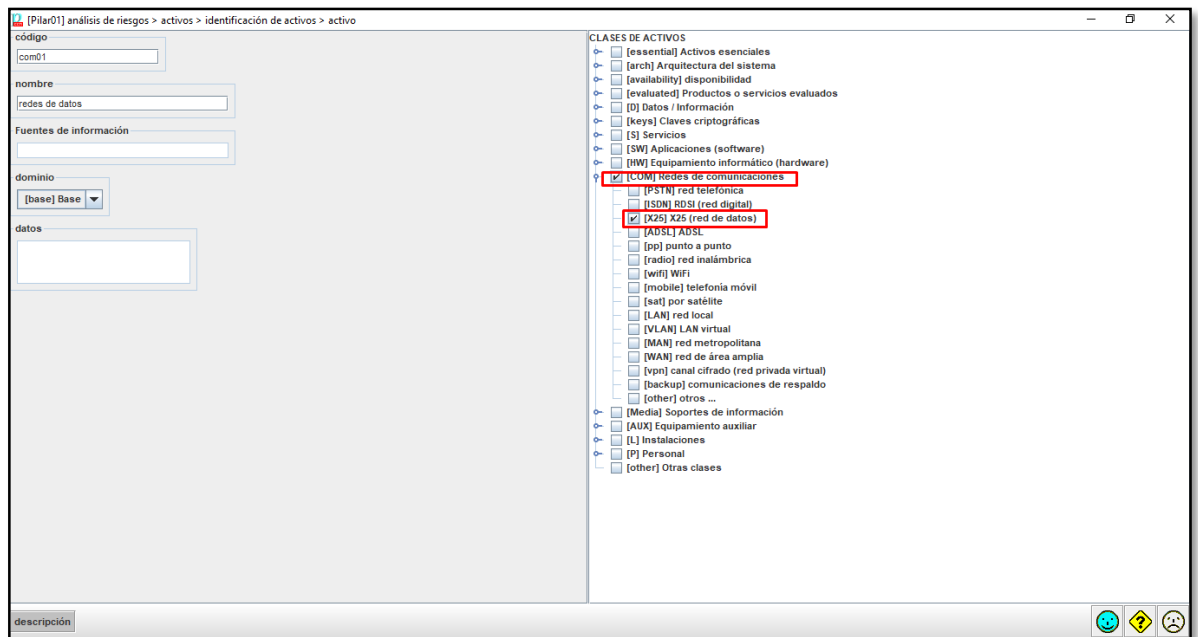 [Pilar01] análisis de riesgos > activos > identificación de activos > activo
código
com01
nombre
redes de datos
Fuentes de información
dominio
[base] Base
datos
CLASES DE ACTIVOS
[essential] Activos esenciales
[arch] Arquitectura del sistema
[availability] disponibilidad
[evaluated] Productos o servicios evaluados
[D] Datos / Información
[keys] Claves criptográficas
[S] Servicios
[SW] Aplicaciones (software)
[HW] Equipamiento informático (hardware)
[COM] Redes de comunicaciones
[PSTN] red telefónica
[ISDN] RDSI (red digital)
[X25] X25 (red de datos)
[ADSL] ADSL
[pp] punto a punto
[radio] red inalámbrica
[wifi] WiFi
[mobile] telefonía móvil
[sat] por satélite
[LAN] red local
[VLAN] LAN virtual
[MAN] red metropolitana
[WAN] red de área amplia
[vpn] canal cifrado (red privada virtual)
[backup] comunicaciones de respaldo
[other] otros ...
[Media] Soportes de información
[AUX] Equipamiento auxiliar
[L] Instalaciones
[P] Personal
[other] Otras clases
descripción